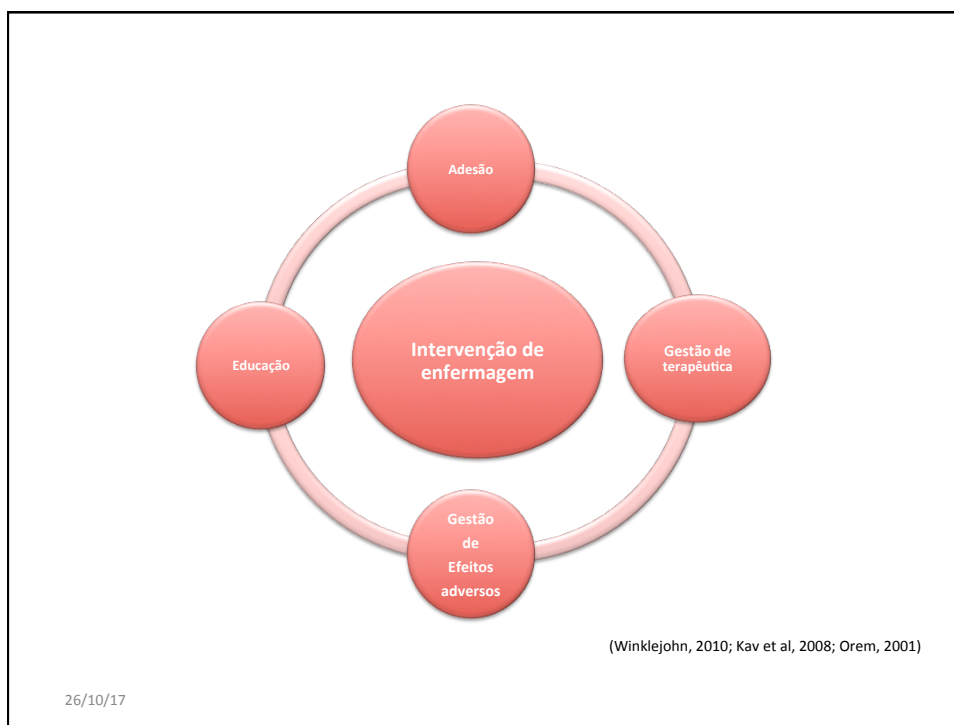 Adesão
Educação
Intervenção de
enfermagem
Gestão de
terapêutica
Gestão
de
Efeitos
adversos
(Winklejohn, 2010; Kav et al, 2008; Orem, 2001)
26/10/17